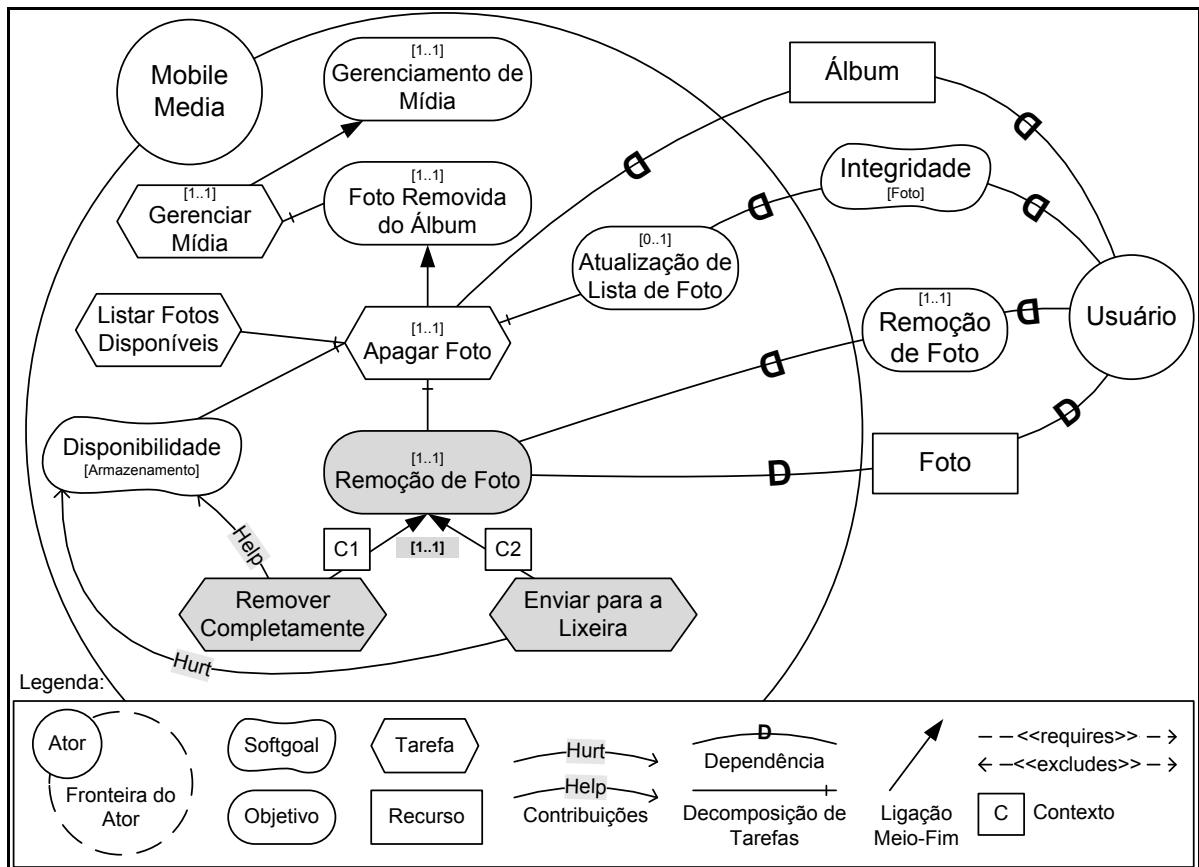 Mobile
Media
[1..1]
Gerenciamento de
Mídia
Álbum
D
D
[1..1]
Gerenciar
Mídia
[1..1]
Foto Removida
do Álbum
Integridade
[Foto]
D
D
[0..1]
Atualização de
Lista de Foto
Listar Fotos
Disponíveis
[1..1]
Apagar Foto
[1..1]
Remoção
de Foto
D
D
Usuário
Disponibilidade
[Armazenamento]
[1..1]
Remoção de Foto
D
Foto
D
Help
C1
[1..1]
C2
Remover
Completamente
Enviar para a
Lixeira
Hurt
Legenda:
Ator
Fronteira do
Ator
Softgoal
Objetivo
Tarefa
Recurso
Hurt
Help
Contribuições
D
Dependência
Decomposição de
Tarefas
Ligação
Meio-Fim
<<requires>>
<<excludes>>
C Contexto